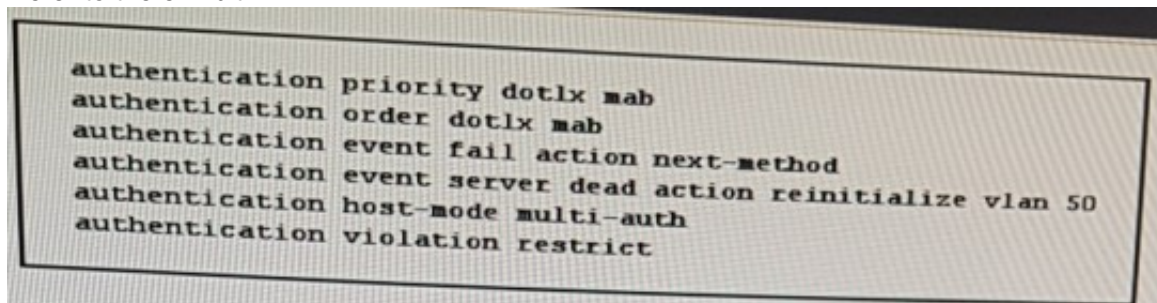 authentication priority dot1x mab
authentication order dot1x mab
authentication event fail action next-method
authentication event server dead action reinitialize vlan 50
authentication host-mode multi-auth
authentication violation restrict